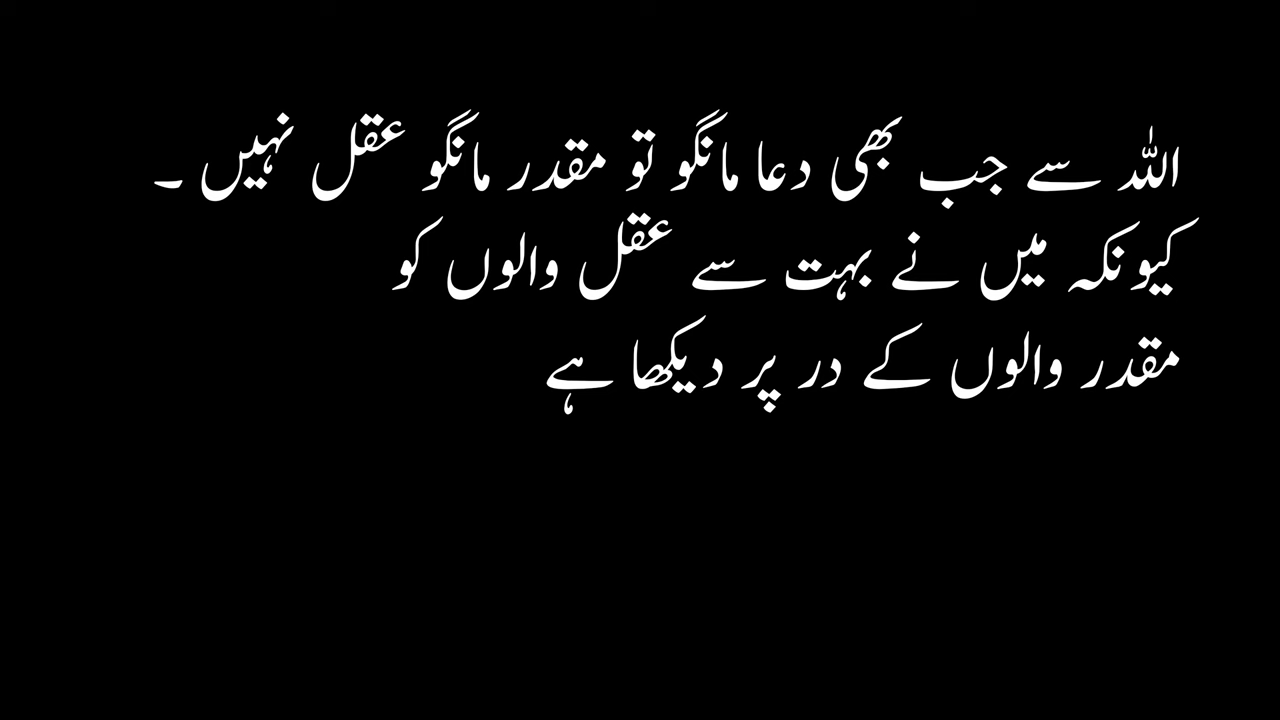 اللہ سے جب بھی دعا مانگو تو مقدر مانگو عقل نہیں ۔
کیونکہ میں نے بہت سے عقل والوں کو
مقدر والوں کے در پر دیکھا ہے